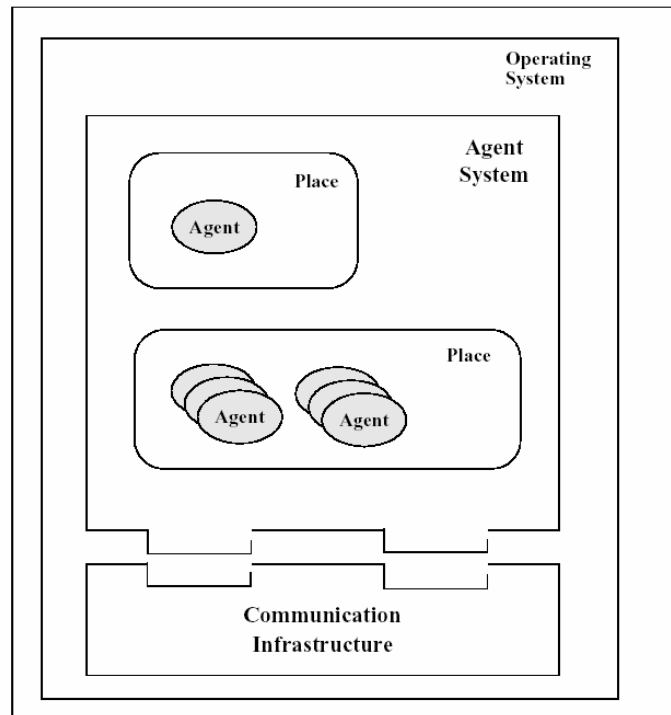 Operating
System
Agent
System
Place
Agent
Place
Agent
Agent
Communication
Infrastructure